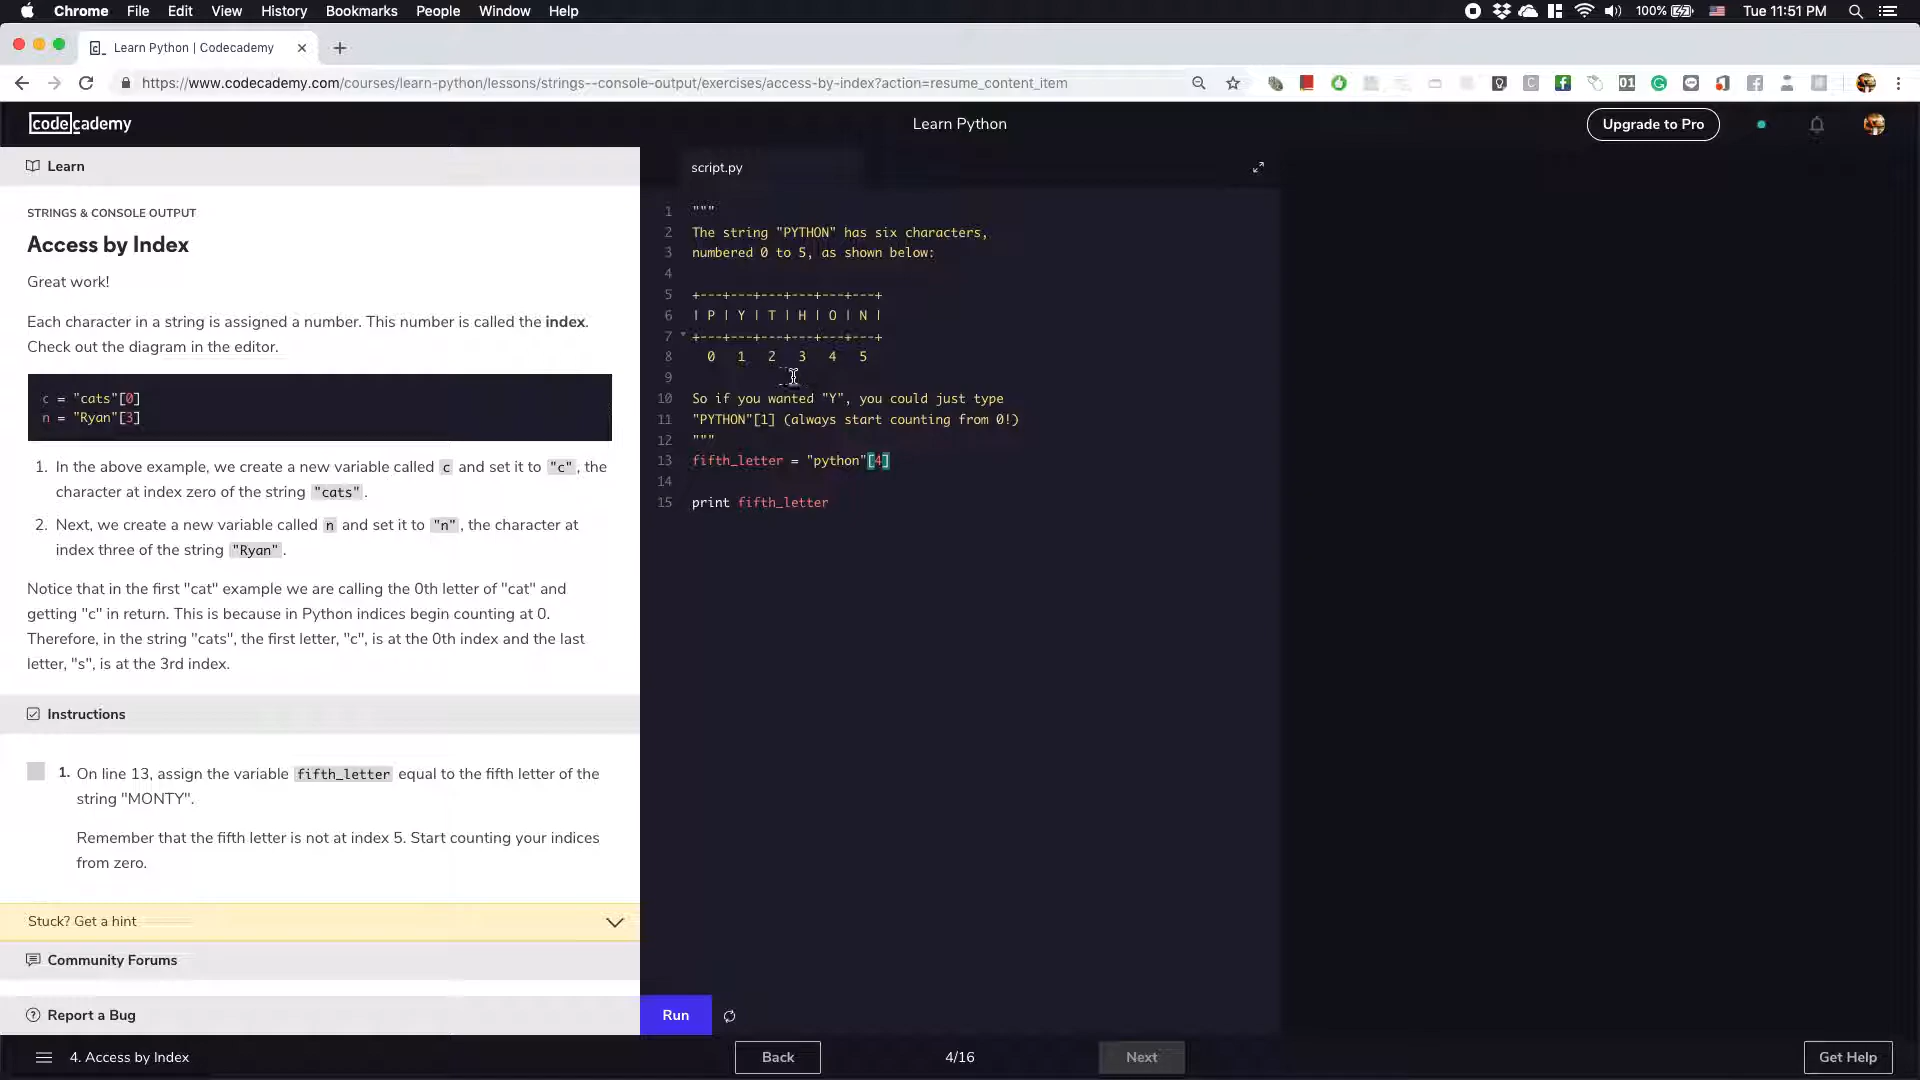 Chrome File Edit View History Bookmarks People Window Help 100% Tue 11:51 PM
Learn Python | Codecademy
https://www.codecademy.com/courses/learn-python/lessons/strings--console-output/exercises/access-by-index?action=resume_content_item
codecademy Learn Python Upgrade to Pro
Learn
script.py
STRINGS & CONSOLE OUTPUT
Access by Index
Great work!
Each character in a string is assigned a number. This number is called the index.
Check out the diagram in the editor.
c = "cats"[0]
n = "Ryan"[3]
1. In the above example, we create a new variable called c and set it to "c", the
character at index zero of the string "cats".
2. Next, we create a new variable called n and set it to "n", the character at
index three of the string "Ryan".
Notice that in the first "cat" example we are calling the 0th letter of "cat" and
getting "c" in return. This is because in Python indices begin counting at 0.
Therefore, in the string "cats", the first letter, "c", is at the 0th index and the last
letter, "s", is at the 3rd index.
Instructions
1. On line 13, assign the variable fifth_letter equal to the fifth letter of the
string "MONTY".
Remember that the fifth letter is not at index 5. Start counting your indices
from zero.
Stuck? Get a hint
Community Forums
Report a Bug
1 """
2 The string "PYTHON" has six characters,
3 numbered 0 to 5, as shown below:
4
5 +---+---+---+---+---+---+
6 | P | Y | T | H | O | N |
7 +---+---+---+---+---+---+
8 0 1 2 3 4 5
9
10 So if you wanted "Y", you could just type
11 "PYTHON"[1] (always start counting from 0!)
12 """
13 fifth_letter = "python"[4]
14
15 print fifth_letter
Run
4. Access by Index Back 4/16 Next Get Help